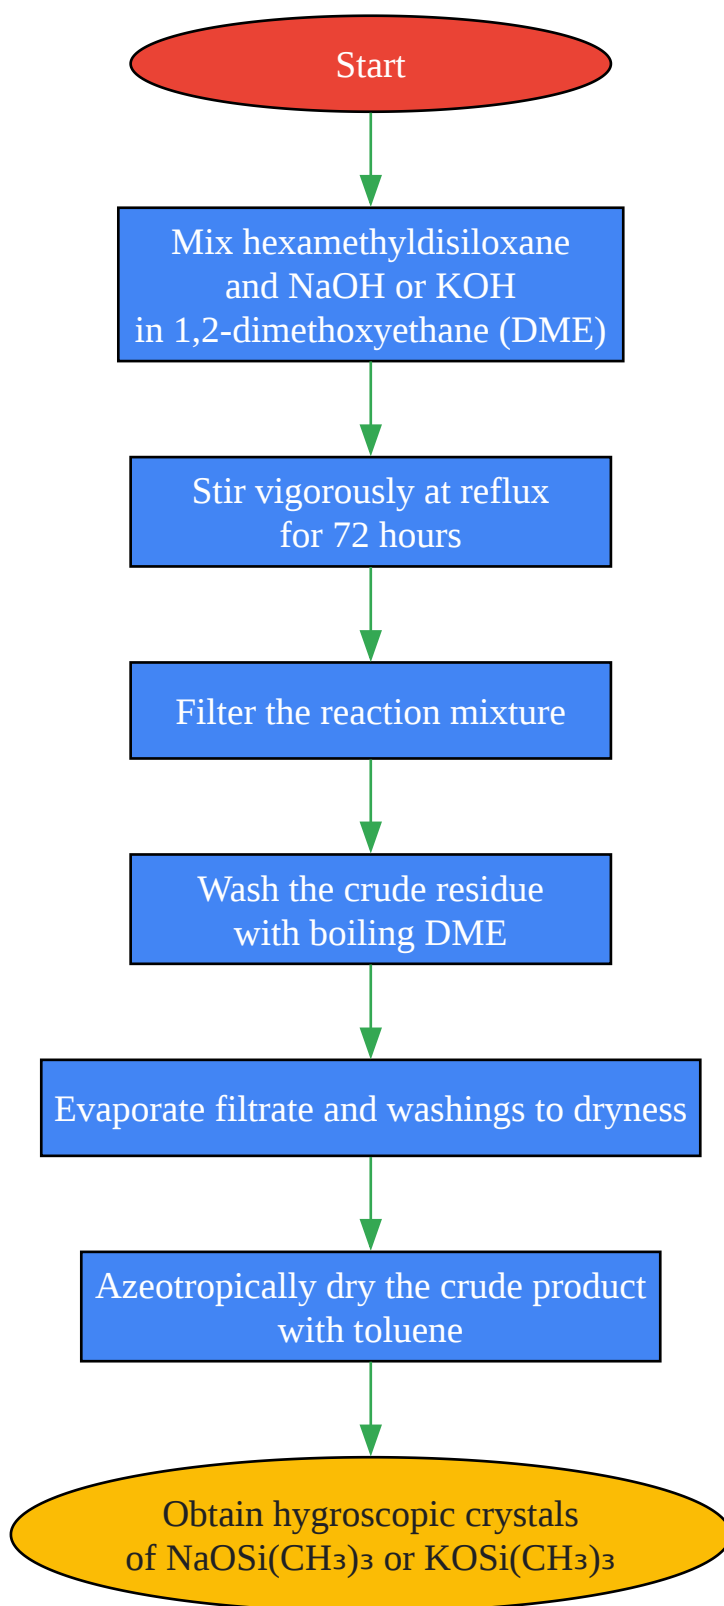 Start
Mix hexamethyldisiloxane
and NaOH or KOH
in 1,2-dimethoxyethane (DME)
Stir vigorously at reflux
for 72 hours
Filter the reaction mixture
Wash the crude residue
with boiling DME
Evaporate filtrate and washings to dryness
Azeotropically dry the crude product
with toluene
Obtain hygroscopic crystals
of NaOSi(CH₃)₃ or KOSi(CH₃)₃